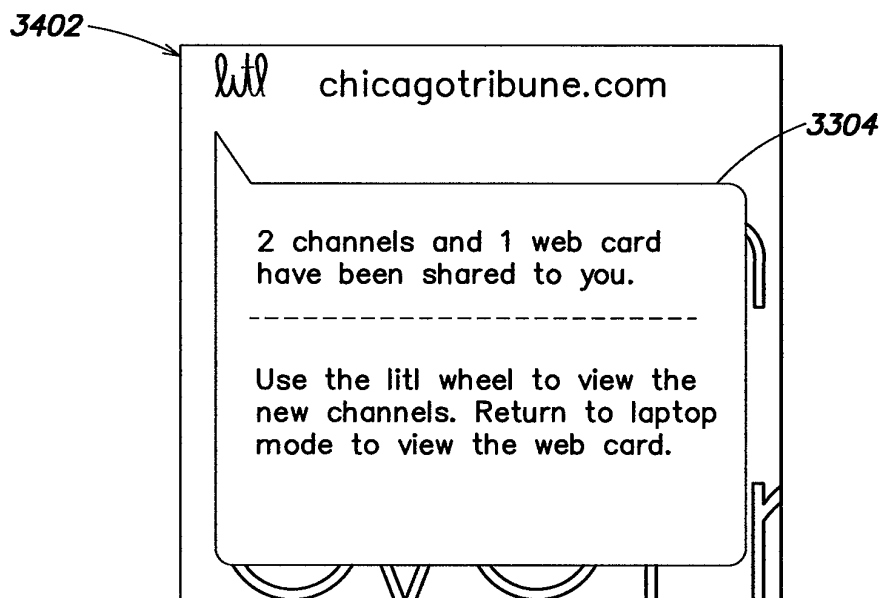 3402
litl chicagotribune.com
3304
2 channels and 1 web card
have been shared to you.
Use the litl wheel to view the
new channels. Return to laptop
mode to view the web card.